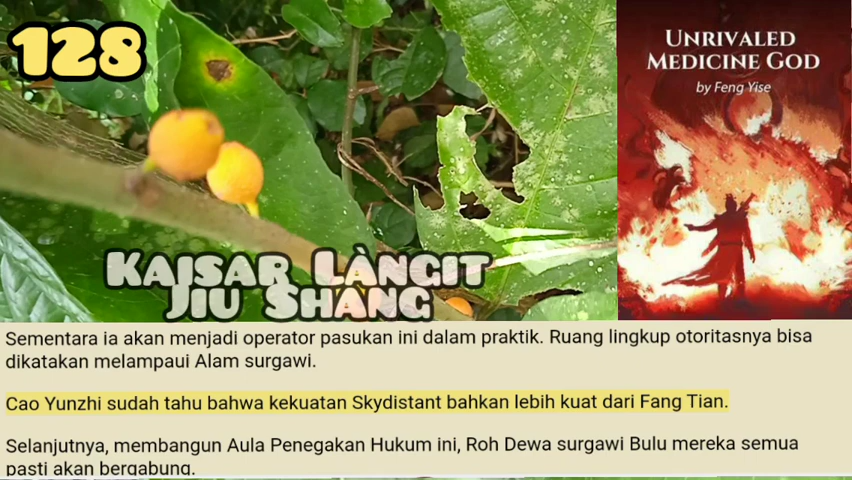 128
UNRIVALED
MEDICINE GOD
by Feng Yise
KAISAR LÀNGIT
JIU SHANG
Sementara ia akan menjadi operator pasukan ini dalam praktik. Ruang lingkup otoritasnya bisa
dikatakan melampaui Alam surgawi.
Cao Yunzhi sudah tahu bahwa kekuatan Skydistant bahkan lebih kuat dari Fang Tian.
Selanjutnya, membangun Aula Penegakan Hukum ini, Roh Dewa surgawi Bulu mereka semua
pasti akan bergabung.